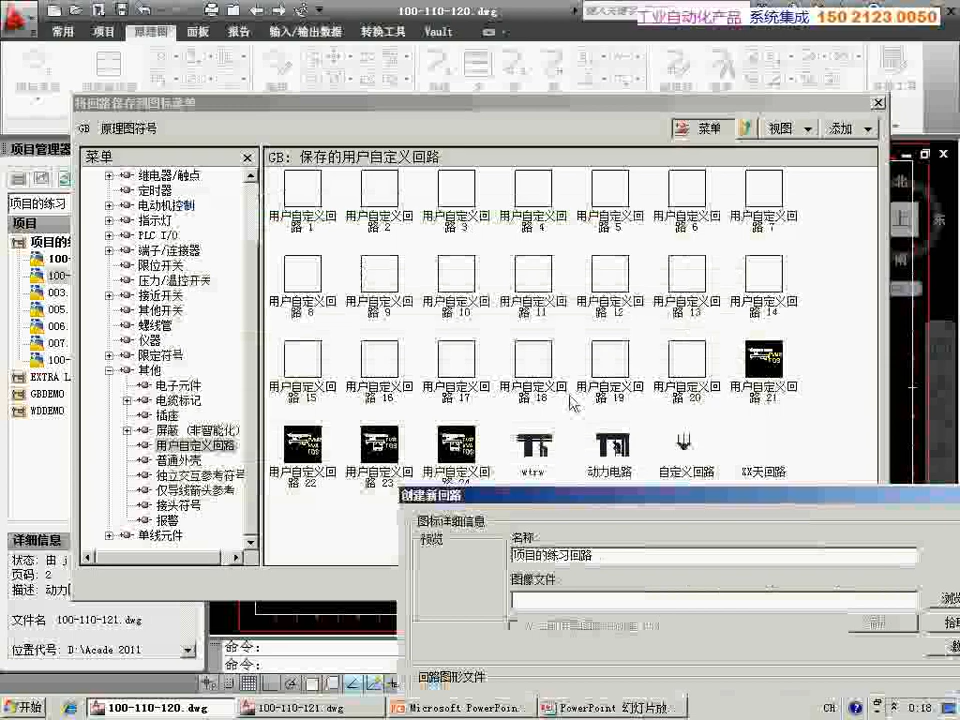 100-110-120.dwg
工业自动化产品 系统集成 150 2123 0050
常用 项目 原理图 面板 报告 输入/输出数据 转换工具 Vault
将回路保存到图标菜单
GB 原理图符号
菜单 视图 添加
项目管理器
菜单
GB: 保存的用户自定义回路
继电器/触点
定时器
电动机控制
指示灯
PLC I/O
端子/连接器
限位开关
压力/温控开关
接近开关
其他开关
螺线管
仪器
限定符号
其他
电子元件
电缆标记
插座
屏蔽 (非智能化)
用户自定义回路
普通外壳
独立交互参考符号
仅导线箭头参考
接头符号
报警
单线元件
用户自定义回路 1
用户自定义回路 2
用户自定义回路 3
用户自定义回路 4
用户自定义回路 5
用户自定义回路 6
用户自定义回路 7
用户自定义回路 8
用户自定义回路 9
用户自定义回路 10
用户自定义回路 11
用户自定义回路 12
用户自定义回路 13
用户自定义回路 14
用户自定义回路 15
用户自定义回路 16
用户自定义回路 17
用户自定义回路 18
用户自定义回路 19
用户自定义回路 20
用户自定义回路 21
用户自定义回路 22
用户自定义回路 23
用户自定义回路 24
wtrw
动力电路
自定义回路
XX天回路
项目的练习
项目
项目的
100-
100-
003.
005.
006.
007.
100-
EXTRA L
GBDEMO
WDDEMO
北
上
东
南
创建新回路
图标详细信息
预览
名称:
项目的练习回路
图像文件:
浏览
拾
回路图形文件
详细信息
状态: 由 j
页码: 2
描述: 动力
文件名 100-110-121.dwg
位置代号: D:\Acade 2011
命令:
命令:
开始 100-110-120.dwg 100-110-121.dwg Microsoft PowerPoin... PowerPoint 幻灯片放... CH 0:18